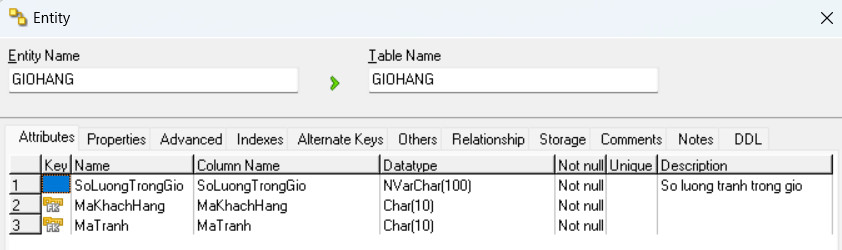 Entity
Entity Name
Table Name
GIOHANG
GIOHANG
Attributes Properties Advanced Indexes Alternate Keys Others Relationship Storage Comments Notes DDL
Key Name Column Name Datatype Not null Unique Description
1 SoLuongTrongGio SoLuongTrongGio NVarChar(100) Not null So luong tranh trong gio
2 MaKhachHang MaKhachHang Char(10) Not null
3 MaTranh MaTranh Char(10) Not null